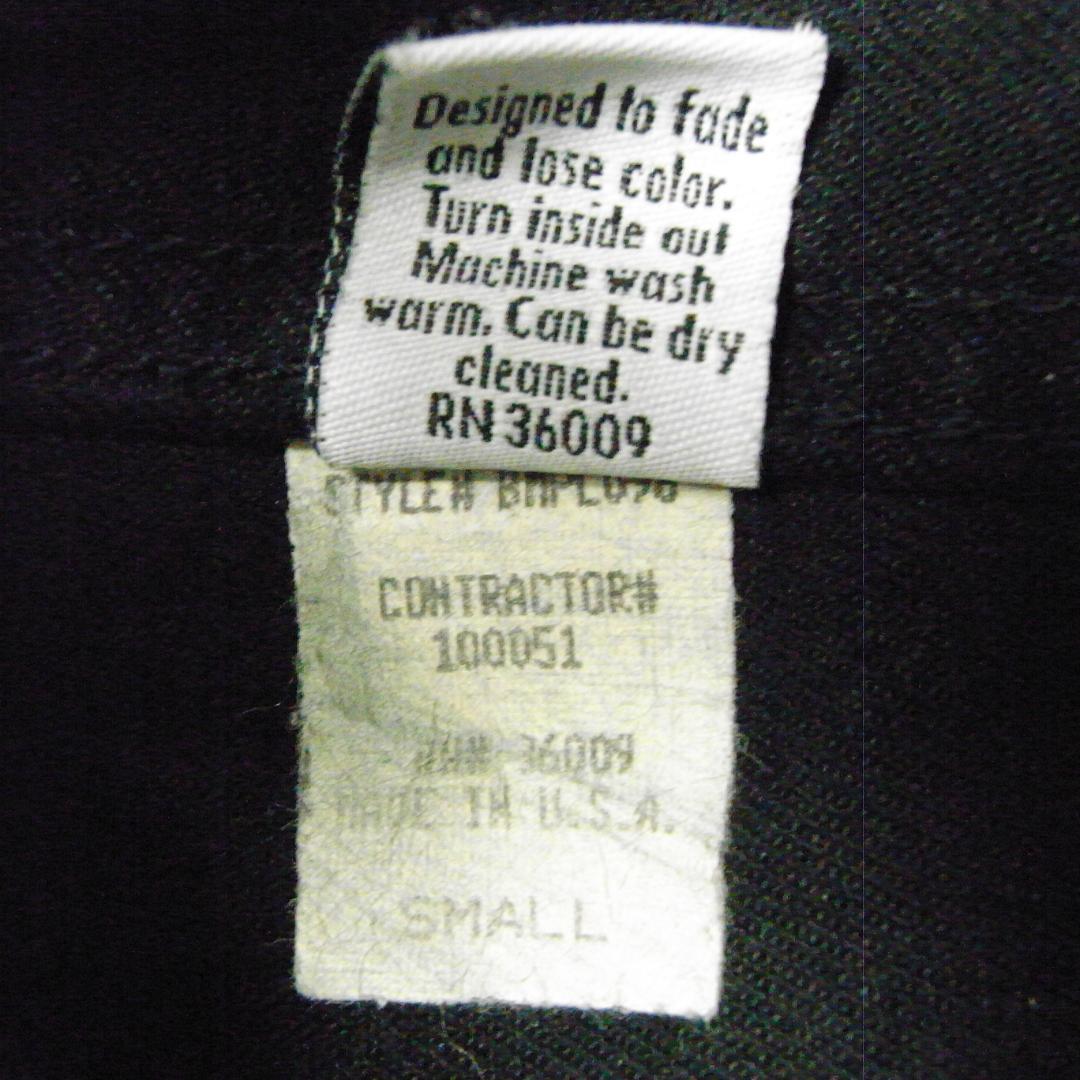 Designed to fade
and lose color.
Turn inside out
Machine wash
warm. Can be dry
cleaned.
RN 36009
STYLE#
CONTRACTOR#
100051
RN# 36009
MADE IN U.S.A.
SMALL